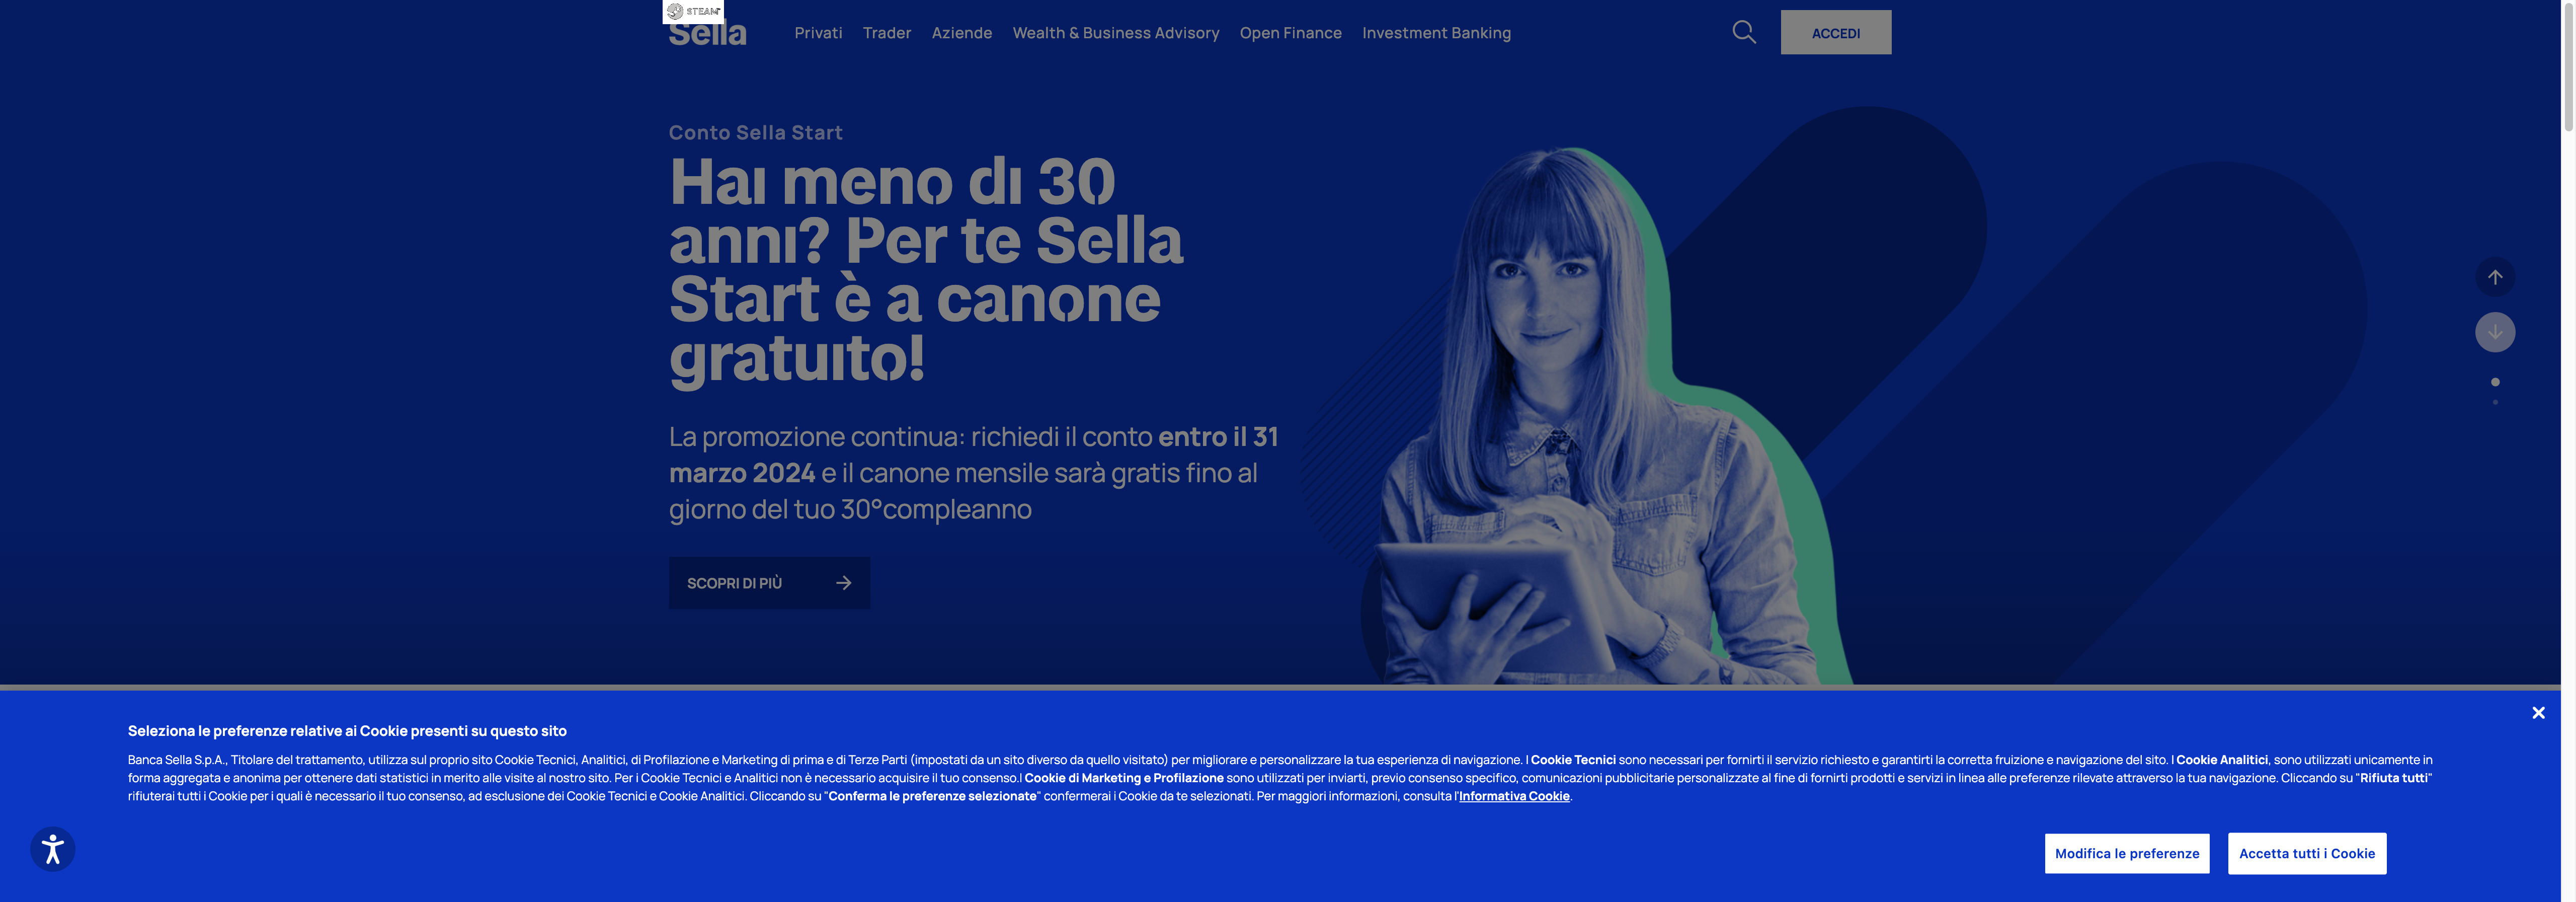 STEAM
Sella
Privati
Trader
Aziende
Wealth & Business Advisory
Open Finance
Investment Banking
ACCEDI
Conto Sella Start
Hai meno di 30
anni? Per te Sella
Start è a canone
gratuito!
La promozione continua: richiedi il conto entro il 31
marzo 2024 e il canone mensile sarà gratis fino al
giorno del tuo 30°compleanno
SCOPRI DI PIÙ
Seleziona le preferenze relative ai Cookie presenti su questo sito
Banca Sella S.p.A., Titolare del trattamento, utilizza sul proprio sito Cookie Tecnici, Analitici, di Profilazione e Marketing di prima e di Terze Parti (impostati da un sito diverso da quello visitato) per migliorare e personalizzare la tua esperienza di navigazione. I Cookie Tecnici sono necessari per fornirti il servizio richiesto e garantirti la corretta fruizione e navigazione del sito. I Cookie Analitici, sono utilizzati unicamente in
forma aggregata e anonima per ottenere dati statistici in merito alle visite al nostro sito. Per i Cookie Tecnici e Analitici non è necessario acquisire il tuo consenso.I Cookie di Marketing e Profilazione sono utilizzati per inviarti, previo consenso specifico, comunicazioni pubblicitarie personalizzate al fine di fornirti prodotti e servizi in linea alle preferenze rilevate attraverso la tua navigazione. Cliccando su "Rifiuta tutti"
rifiuterai tutti i Cookie per i quali è necessario il tuo consenso, ad esclusione dei Cookie Tecnici e Cookie Analitici. Cliccando su "Conferma le preferenze selezionate" confermerai i Cookie da te selezionati. Per maggiori informazioni, consulta l'Informativa Cookie.
Modifica le preferenze
Accetta tutti i Cookie